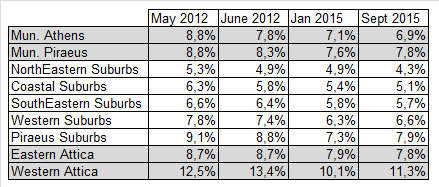 May 2012 June 2012 Jan 2015 Sept 2015
Mun. Athens 8,8% 7,8% 7,1% 6,9%
Mun. Piraeus 8,8% 8,3% 7,6% 7,8%
NorthEastern Suburbs 5,3% 4,9% 4,9% 4,3%
Coastal Suburbs 6,3% 5,8% 5,4% 5,1%
SouthEastern Suburbs 6,6% 6,4% 5,8% 5,7%
Western Suburbs 7,8% 7,4% 6,3% 6,6%
Piraeus Suburbs 9,1% 8,8% 7,3% 7,9%
Eastern Attica 8,7% 8,7% 7,9% 7,8%
Western Attica 12,5% 13,4% 10,1% 11,3%